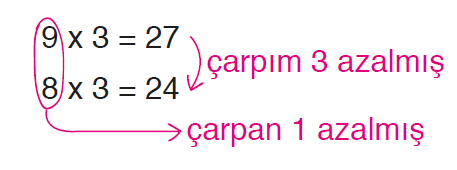 9 x 3 = 27
çarpım 3 azalmış
8 x 3 = 24
çarpan 1 azalmış